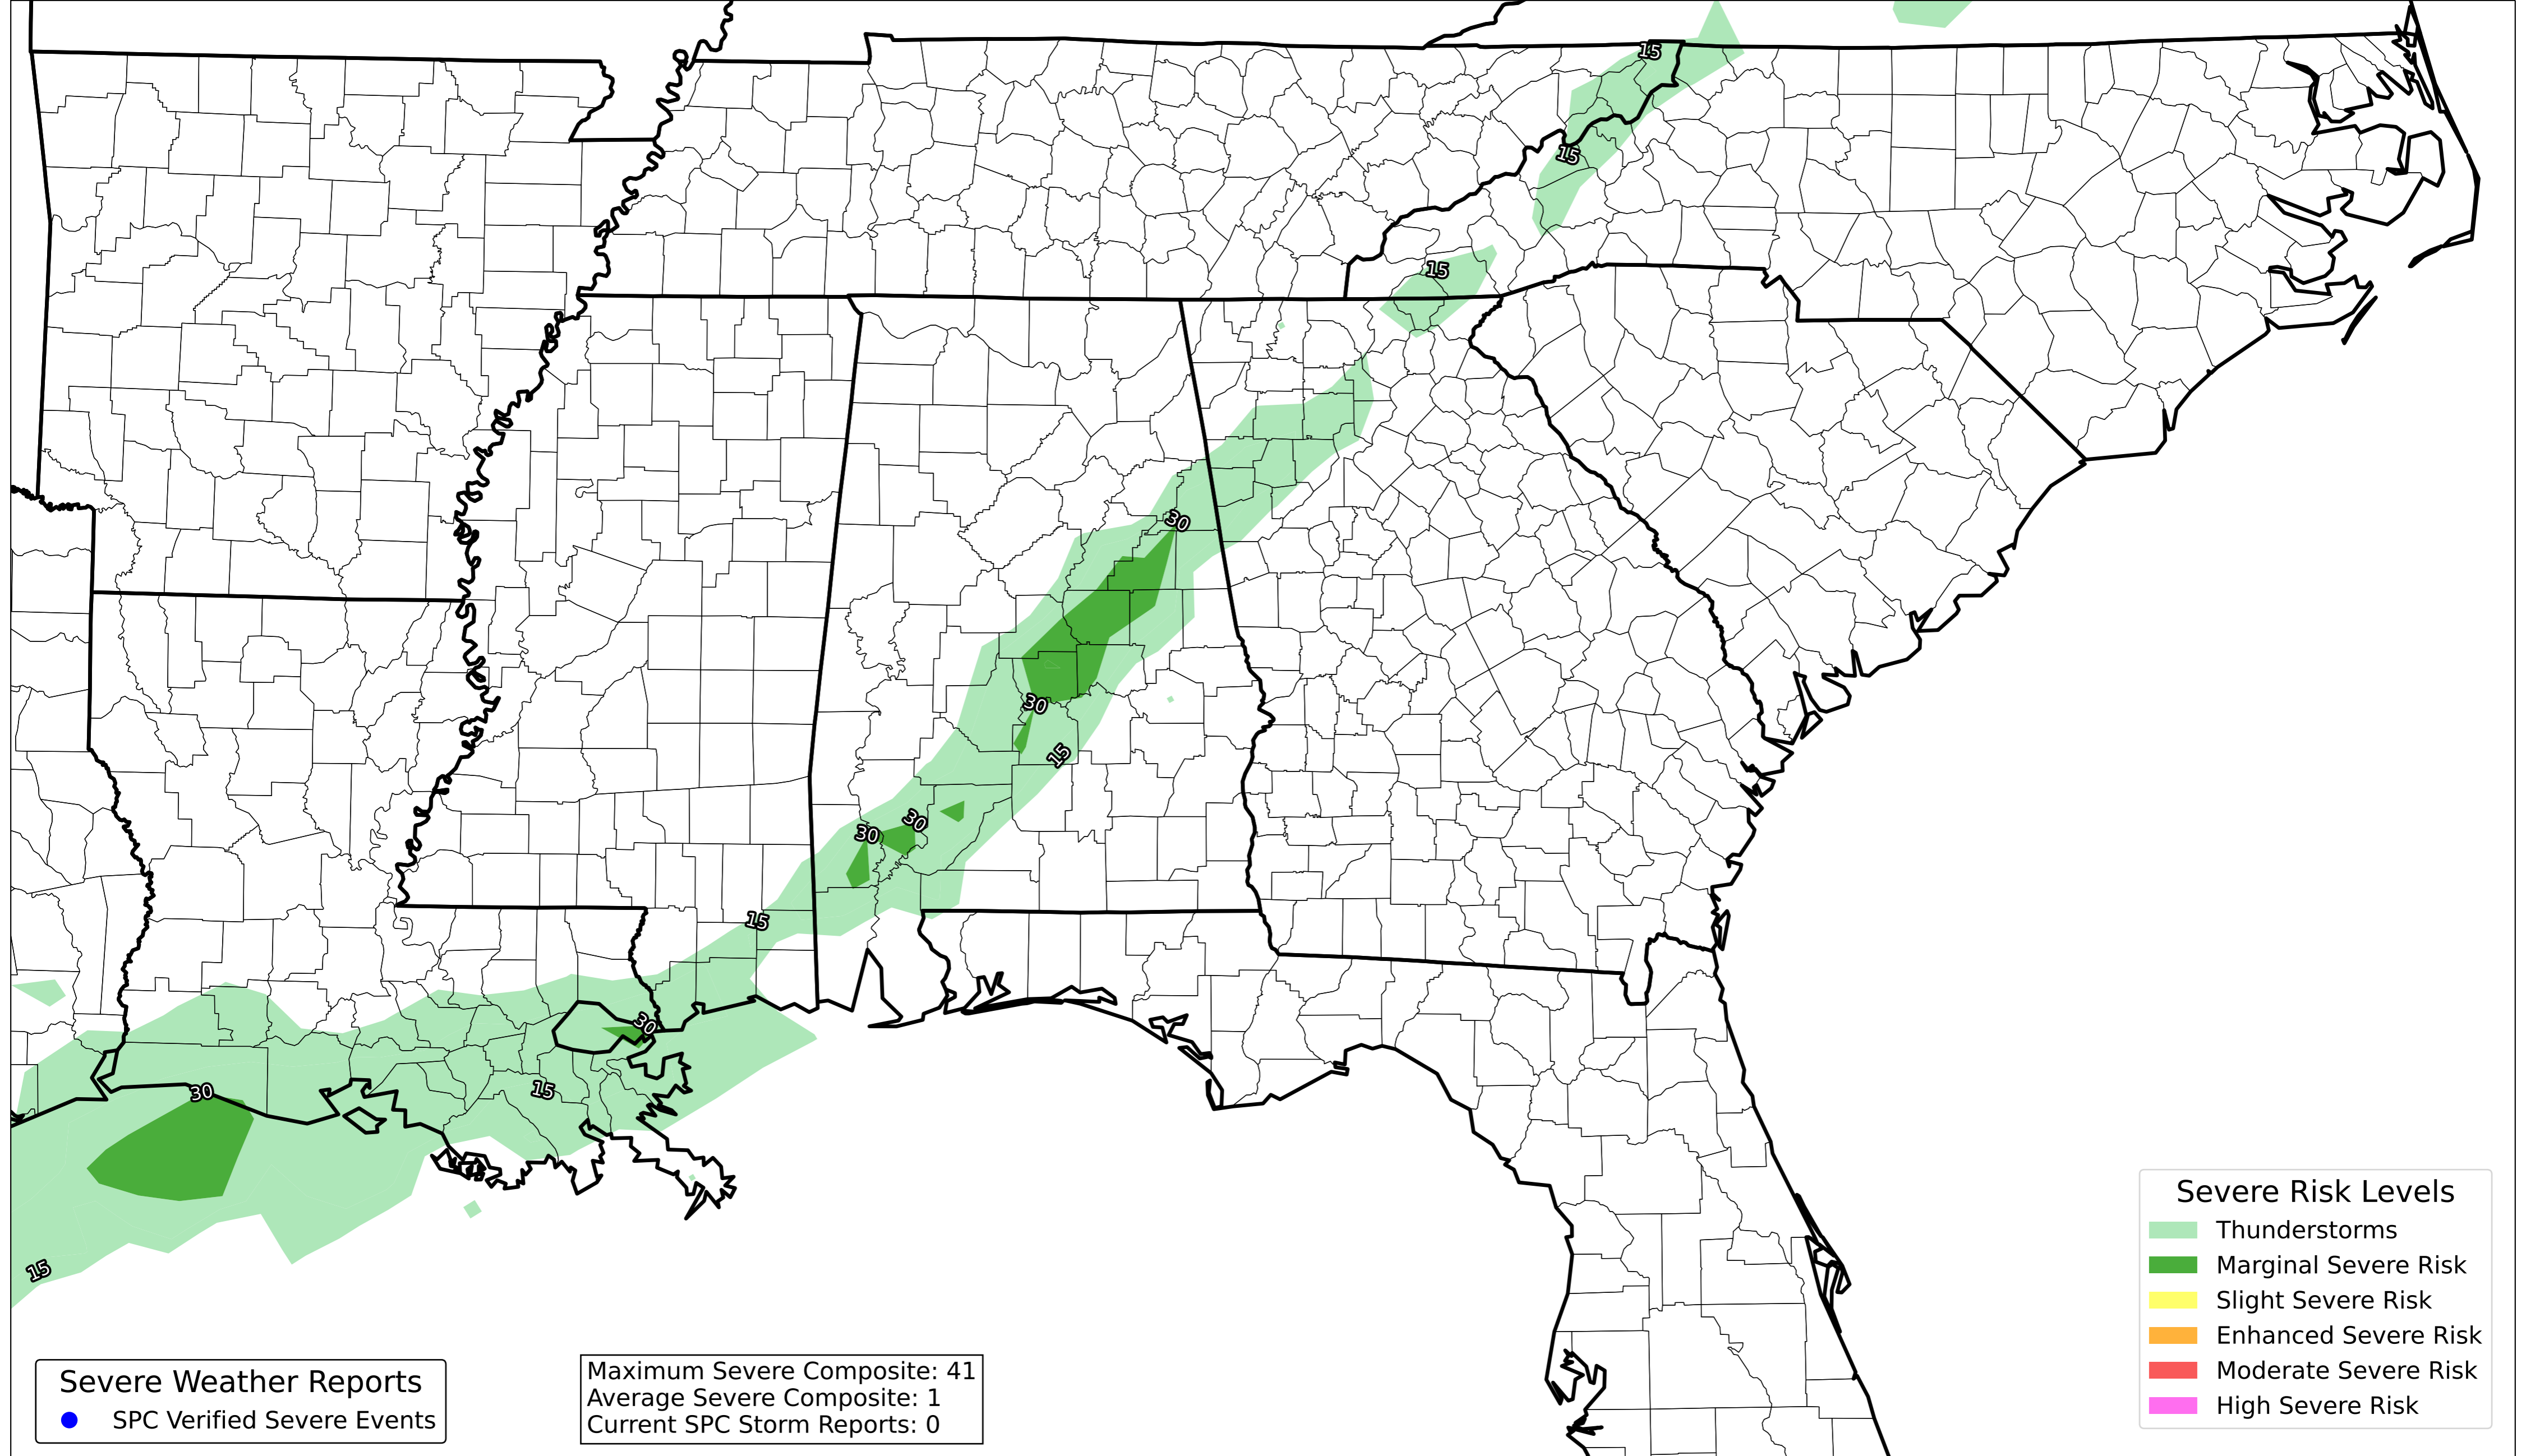 15
15
15
30
30
15
30
30
15
30
30
15
15
Severe Risk Levels
Thunderstorms
Marginal Severe Risk
Slight Severe Risk
Enhanced Severe Risk
Moderate Severe Risk
High Severe Risk
Severe Weather Reports
SPC Verified Severe Events
Maximum Severe Composite: 41
Average Severe Composite: 1
Current SPC Storm Reports: 0